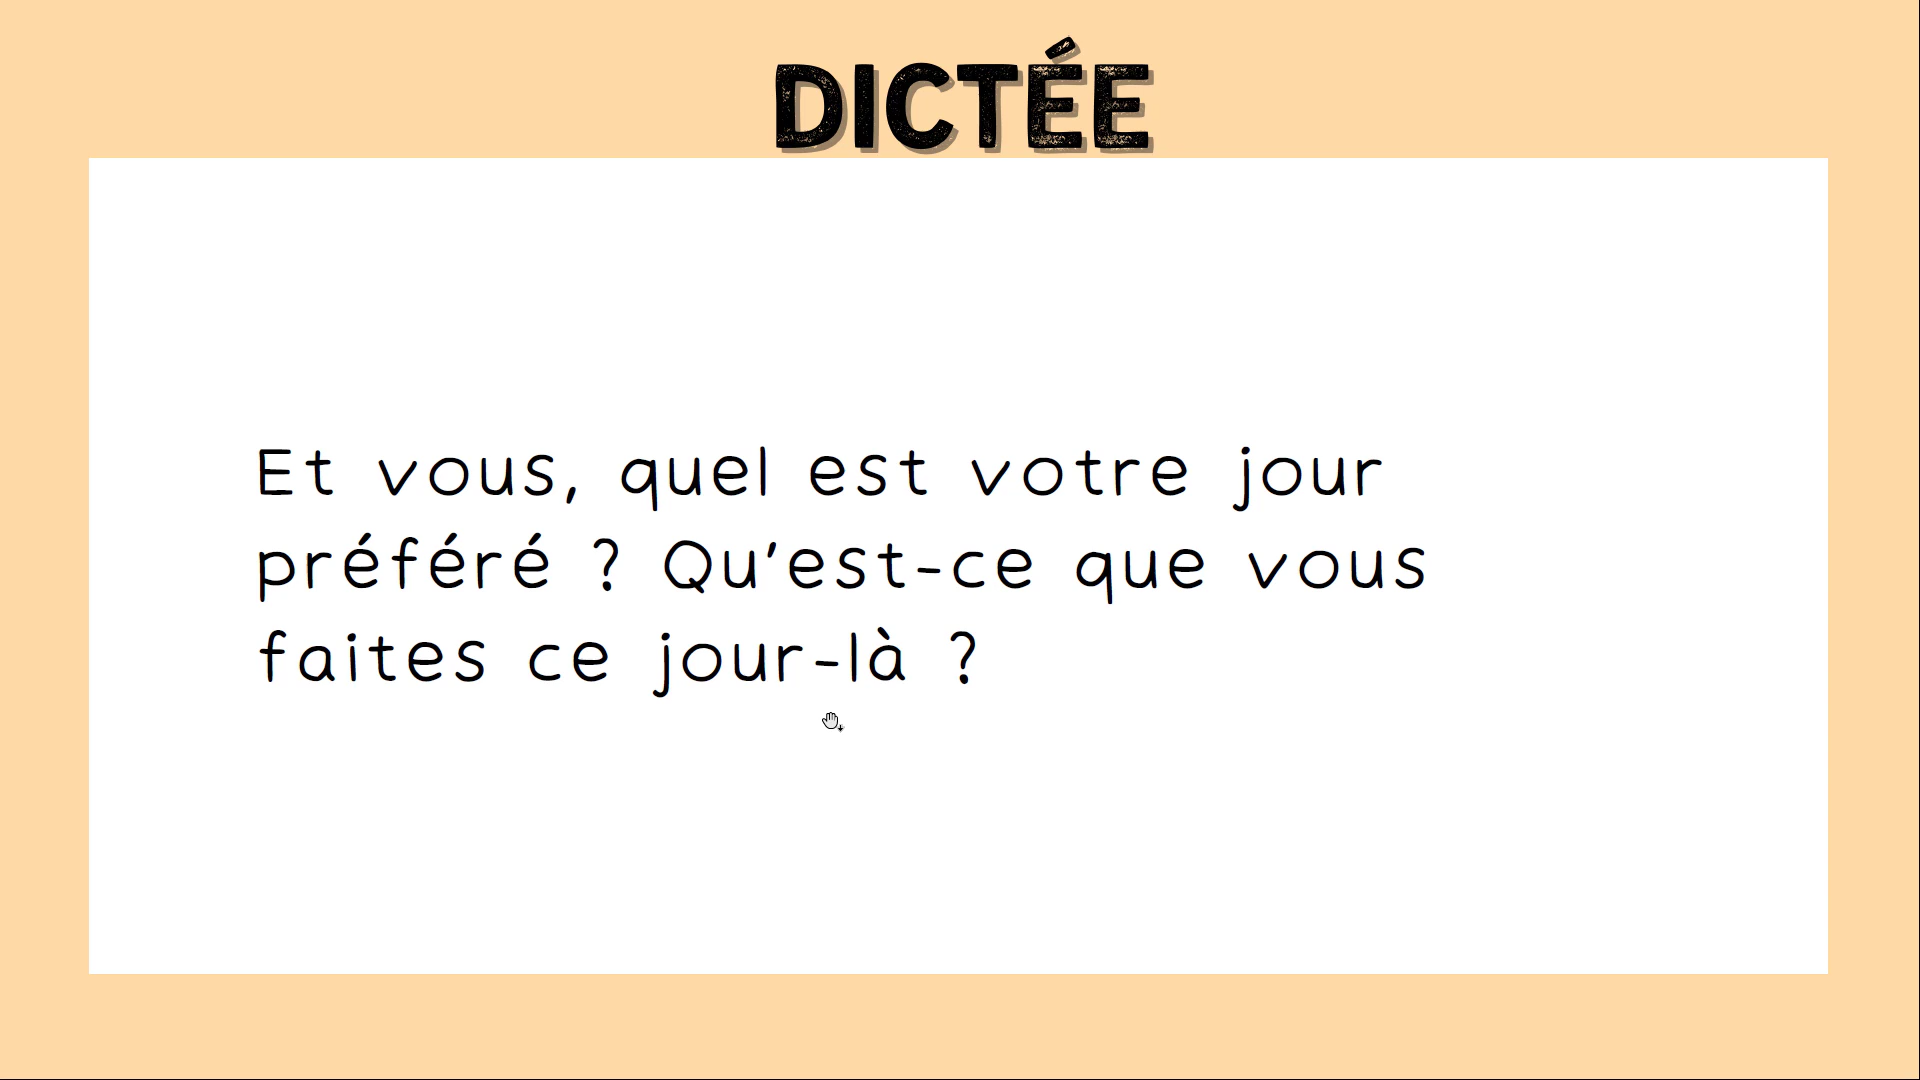 DICTÉE
Et vous, quel est votre jour
préféré ? Qu'est-ce que vous
faites ce jour-là ?